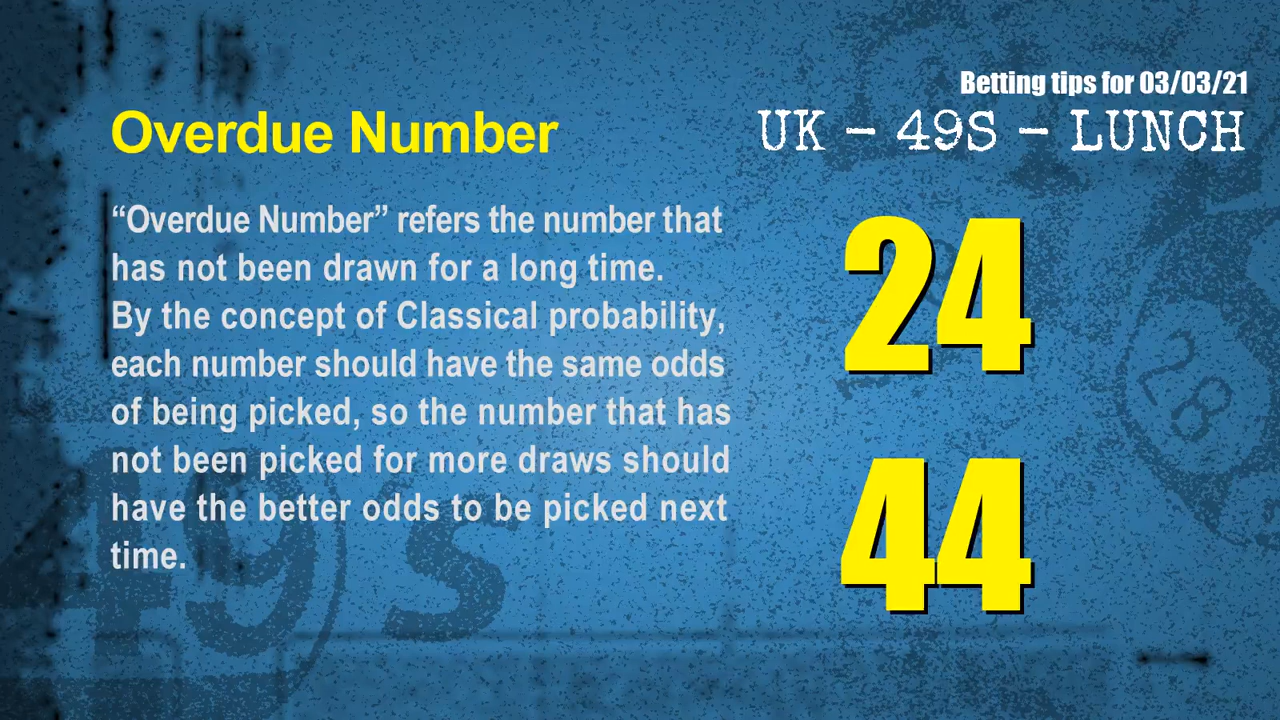 Betting tips for 03/03/21
UK - 49S - LUNCH
Overdue Number
“Overdue Number” refers the number that
has not been drawn for a long time.
By the concept of Classical probability,
each number should have the same odds
of being picked, so the number that has
not been picked for more draws should
have the better odds to be picked next
time.
24
44
28
49s